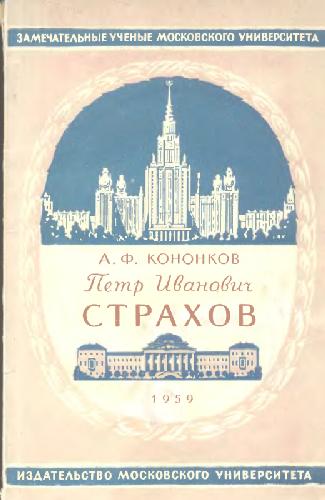 ЗАМЕЧАТЕЛЬНЫЕ УЧЕНЫЕ МОСКОВСКОГО УНИВЕРСИТЕТА
А. Ф. КОНОНКОВ
Петр Иванович
СТРАХОВ
1959
ИЗДАТЕЛЬСТВО МОСКОВСКОГО УНИВЕРСИТЕТА